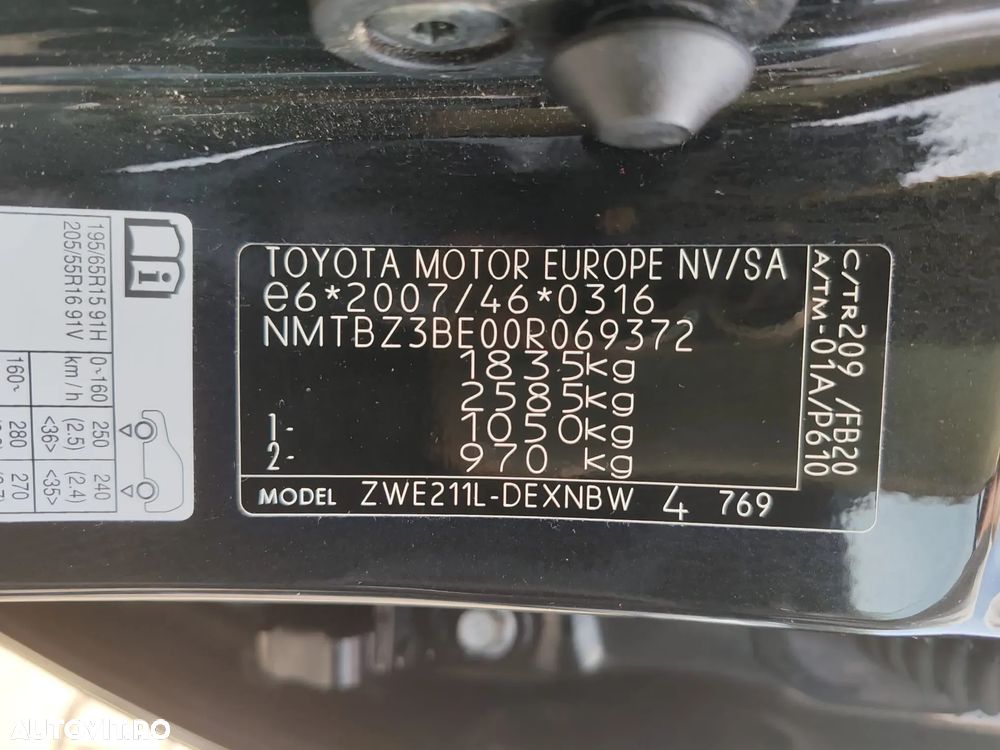 TOYOTA MOTOR EUROPE NV/SA
e6*2007/46*0316
NMTBZ3BE00R069372
1835kg
2585kg
1- 1050kg
2- 970 kg
MODEL ZWE211L-DEXNBW 4 769
C/TR209 /FB20
A/TM-01A/P610
195/65R15 91H
205/55R16 91V
0-160 km/h
250 (2.5) <36>
240 (2.4) <35>
160-
280
270
AUTOVIT.RO